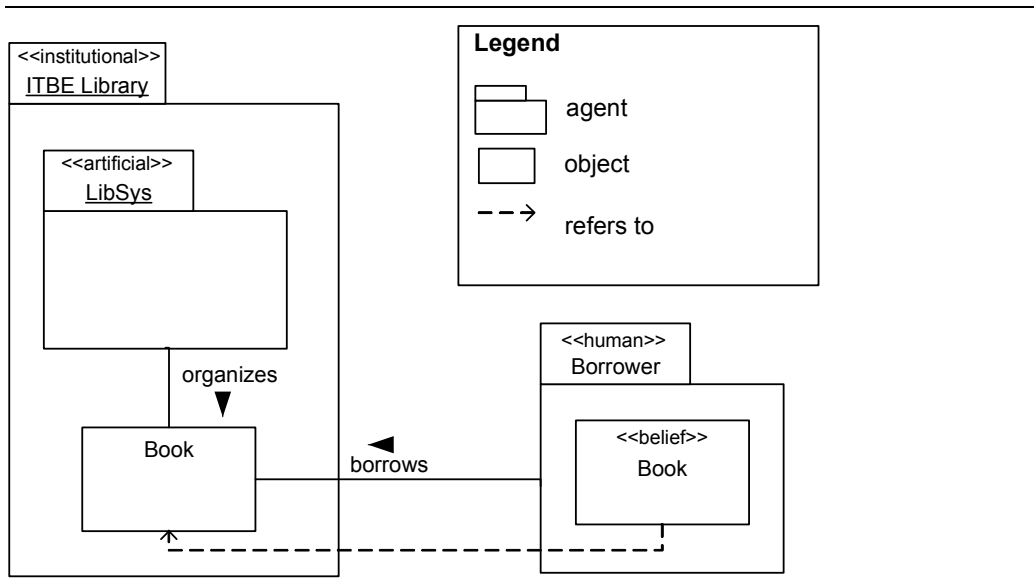 <<institutional>>
ITBE Library
<<artificial>>
LibSys
organizes
Book
borrows
Legend
agent
object
refers to
<<human>>
Borrower
<<belief>>
Book